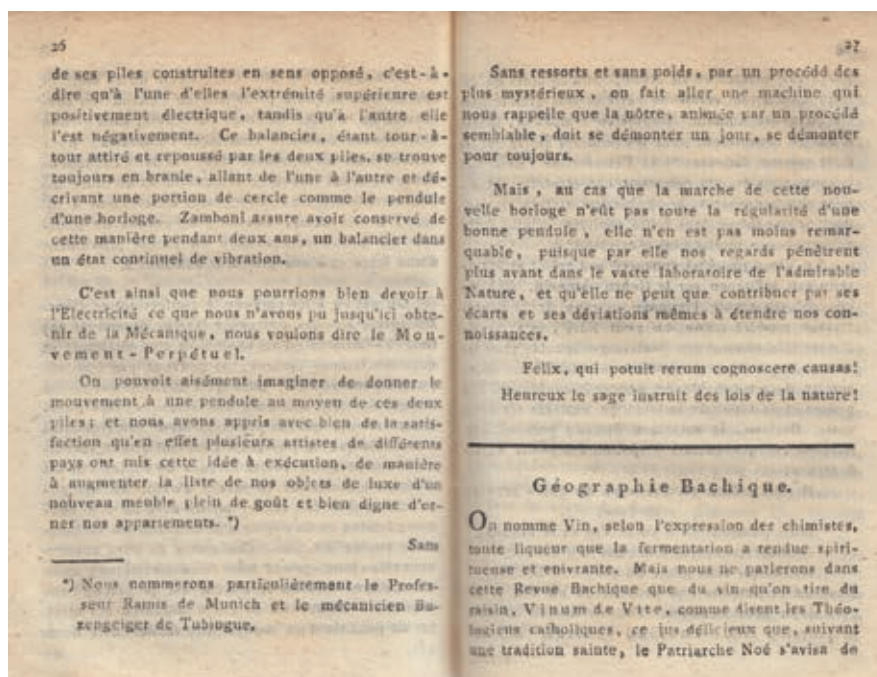 26
de ses piles construites en sens opposé, c'est-à-
dire qu'à l'une d'elles l'extrémité supérieure est
positivement électrique, tandis qu'à l'autre elle
l'est négativement. Ce balancier, étant tour-à-
tour attiré et repoussé par les deux piles, se trouve
toujours en branle, allant de l'une à l'autre et dé-
crivant une portion de cercle comme le pendule
d'une horloge. Zamboni assure avoir conservé de
cette manière pendant deux ans, un balancier dans
un état continuel de vibration.
C'est ainsi que nous pourrions bien devoir à
l'Electricité ce que nous n'avons pu jusqu'ici obte-
nir de la Mécanique, nous voulons dire le Mou-
vement-Perpétuel.
On pouvoit aisément imaginer de donner le
mouvement à une pendule au moyen de ces deux
piles; et nous avons appris avec bien de la satis-
faction qu'en effet plusieurs artistes de différents
pays ont mis cette idée à exécution, de manière
à augmenter la liste de nos objets de luxe d'un
nouveau meuble plein de goût et bien digne d'or-
ner nos appartements. *)
Sans
*) Nous nommerons particulièrement le Profes-
seur Ramis de Munich et le mécanicien Bu-
zengeiger de Tubingue.
27
Sans ressorts et sans poids, par un procédé des
plus mystérieux, on fait aller une machine qui
nous rappelle que la nôtre, animée par un procédé
semblable, doit se démonter un jour, se démonter
pour toujours.
Mais, au cas que la marche de cette nou-
velle horloge n'eût pas toute la régularité d'une
bonne pendule, elle n'en est pas moins remar-
quable, puisque par elle nos regards pénètrent
plus avant dans le vaste laboratoire de l'admirable
Nature, et qu'elle ne peut que contribuer par ses
écarts et ses déviations mêmes à étendre nos con-
noissances.
Felix, qui potuit rerum cognoscere causas!
Heureux le sage instruit des lois de la nature!
Géographie Bachique.
On nomme Vin, selon l'expression des chimistes,
toute liqueur que la fermentation a rendue spiri-
tueuse et enivrante. Mais nous ne parlerons dans
cette Revue Bachique que du vin qu'on tire du
raisin, Vinum de Vite, comme disent les Théo-
logiens catholiques, ce jus délicieux que, suivant
une tradition sainte, le Patriarche Noé s'avisa de